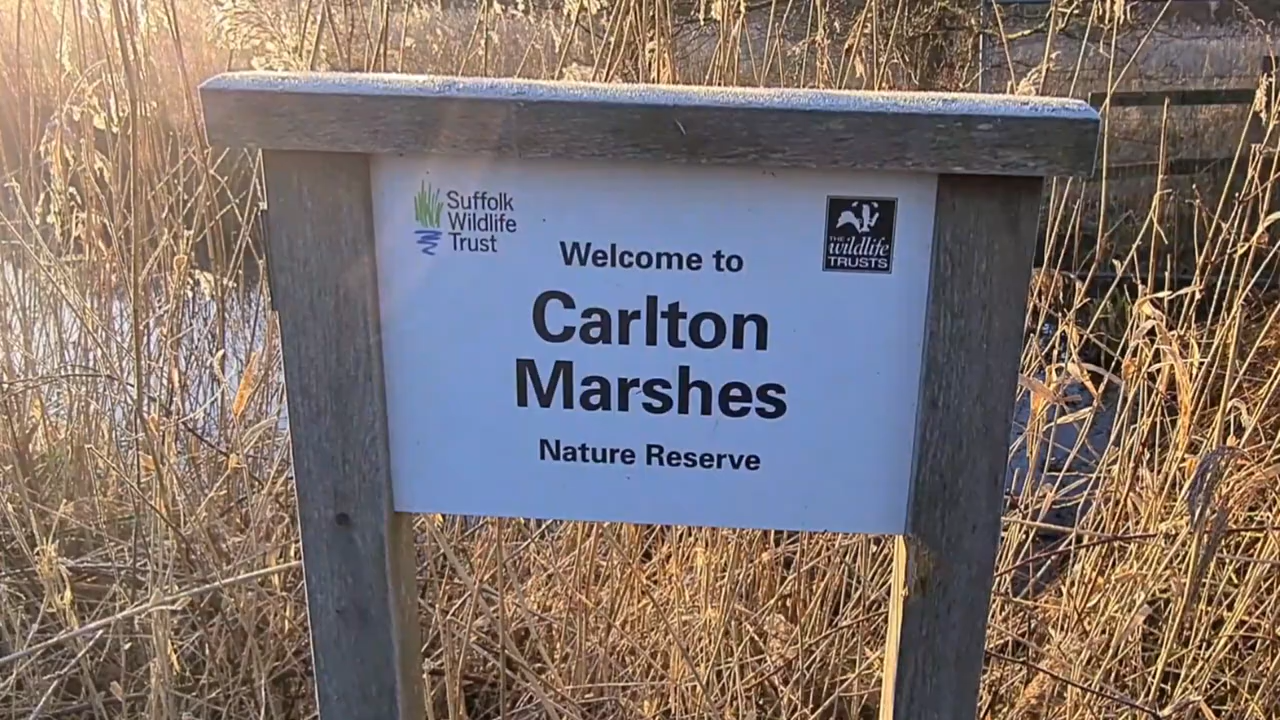 Suffolk
Wildlife
Trust
THE
wildlife
TRUSTS
Welcome to
Carlton
Marshes
Nature Reserve